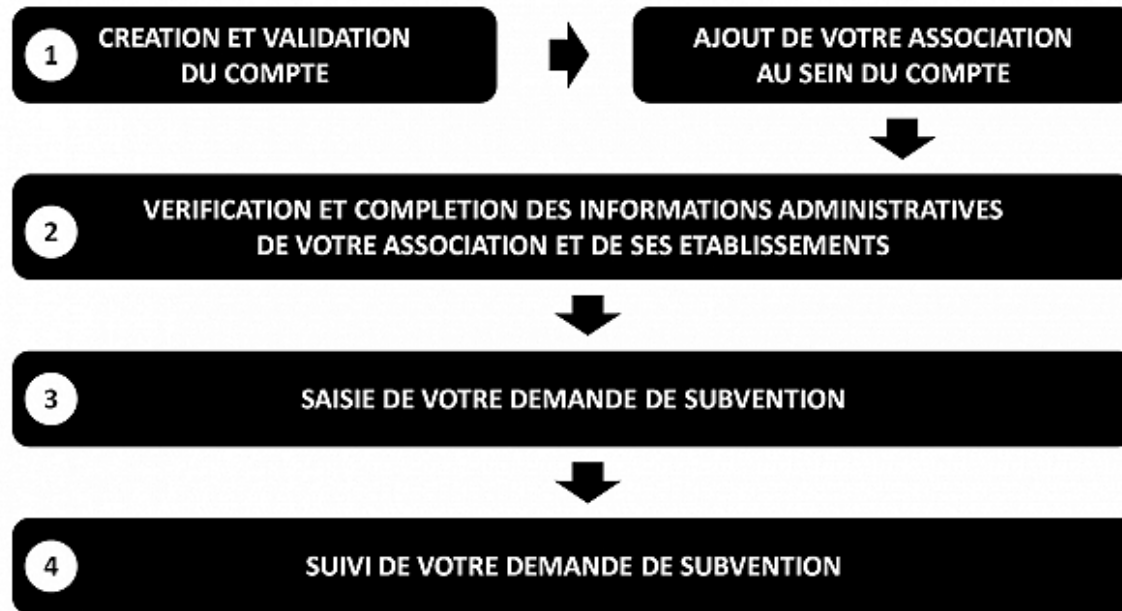 1
CREATION ET VALIDATION
DU COMPTE
AJOUT DE VOTRE ASSOCIATION
AU SEIN DU COMPTE
2
VERIFICATION ET COMPLETION DES INFORMATIONS ADMINISTRATIVES
DE VOTRE ASSOCIATION ET DE SES ETABLISSEMENTS
3
SAISIE DE VOTRE DEMANDE DE SUBVENTION
4
SUIVI DE VOTRE DEMANDE DE SUBVENTION